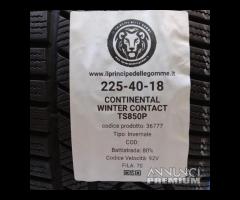 www.ilprincipedellegomme.it
225-40-18
CONTINENTAL
WINTER CONTACT
TS850P
codice prodotto: 36777
Tipo: Invernale
COD:
Battistrada: 80%
Codice Velocità: 92V
FILA: 70
ANNUNCI
PREMIUM